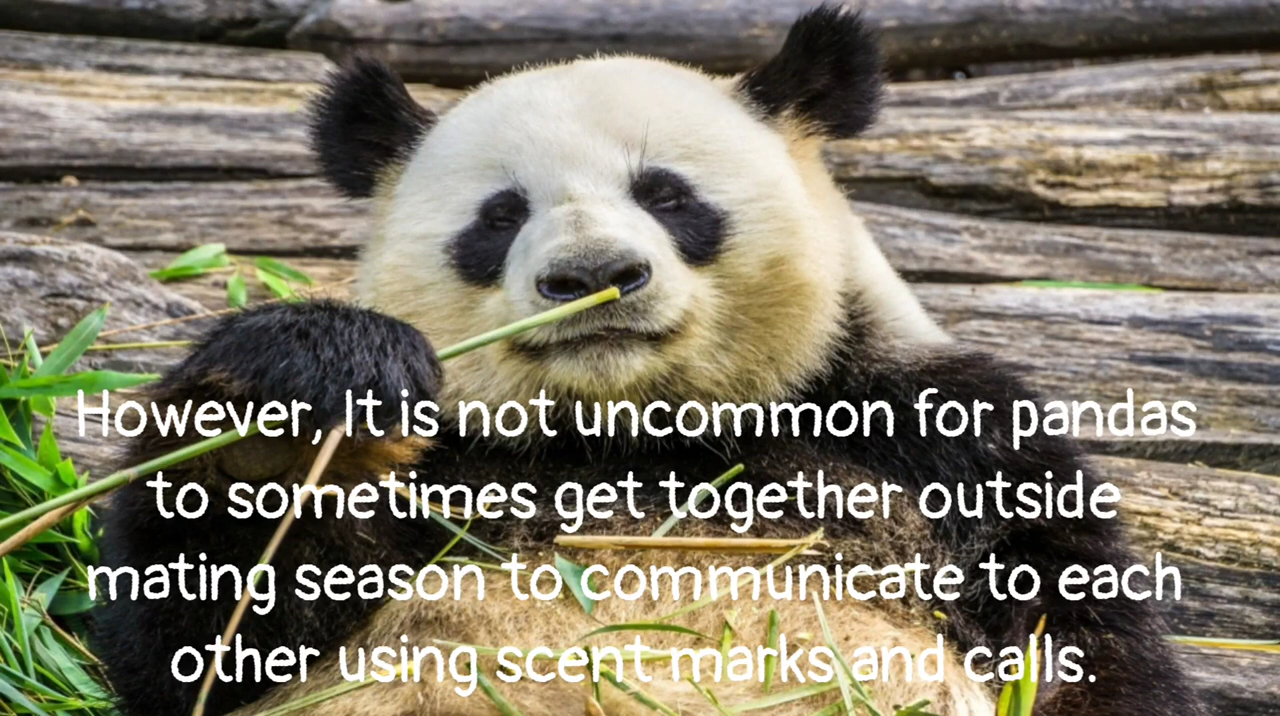 However, It is not uncommon for pandas
to sometimes get together outside
mating season to communicate to each
other using scent marks and calls.